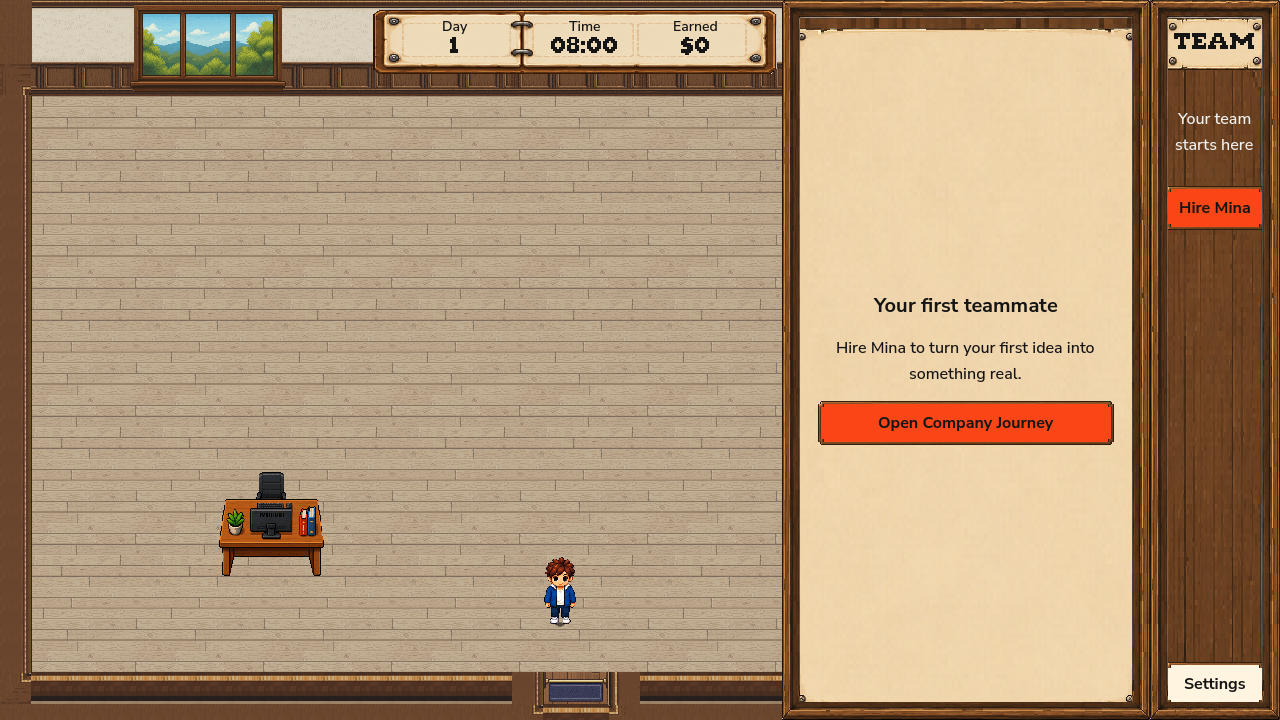 Day
1
Time
08:00
Earned
$0
Your first teammate
Hire Mina to turn your first idea into
something real.
Open Company Journey
TEAM
Your team
starts here
Hire Mina
Settings